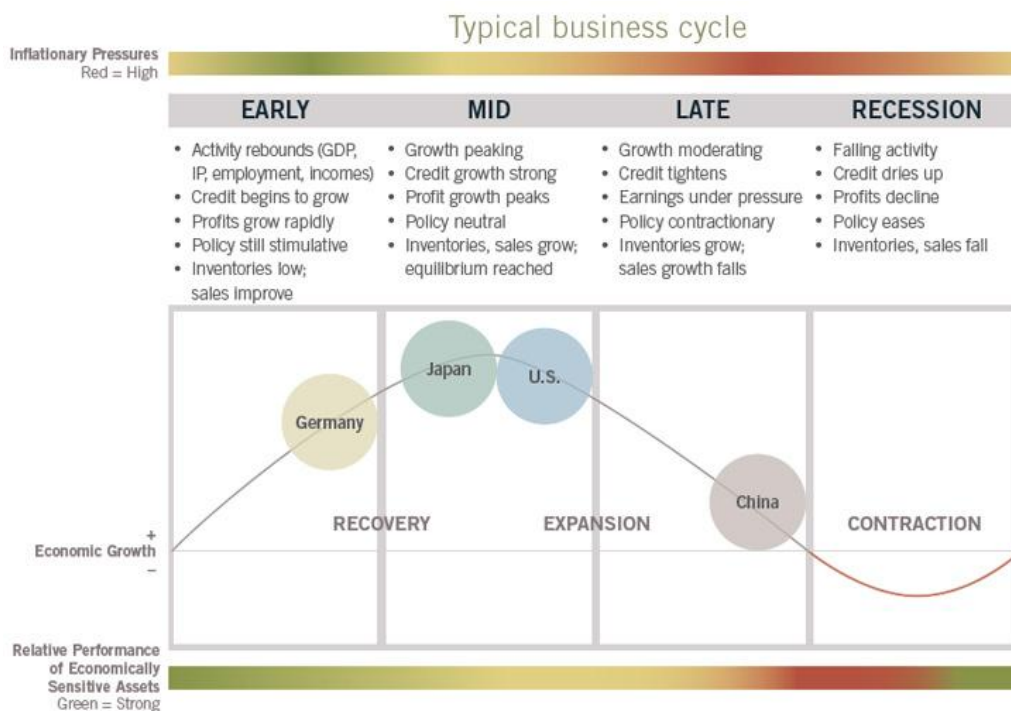 Typical business cycle
Inflationary Pressures
Red = High
EARLY
• Activity rebounds (GDP,
IP, employment, incomes)
• Credit begins to grow
• Profits grow rapidly
• Policy still stimulative
• Inventories low;
sales improve
MID
• Growth peaking
• Credit growth strong
• Profit growth peaks
• Policy neutral
• Inventories, sales grow;
equilibrium reached
LATE
• Growth moderating
• Credit tightens
• Earnings under pressure
• Policy contractionary
• Inventories grow;
sales growth falls
RECESSION
• Falling activity
• Credit dries up
• Profits decline
• Policy eases
• Inventories, sales fall
Germany
Japan
U.S.
China
RECOVERY
EXPANSION
CONTRACTION
+
Economic Growth
–
Relative Performance
of Economically
Sensitive Assets
Green = Strong